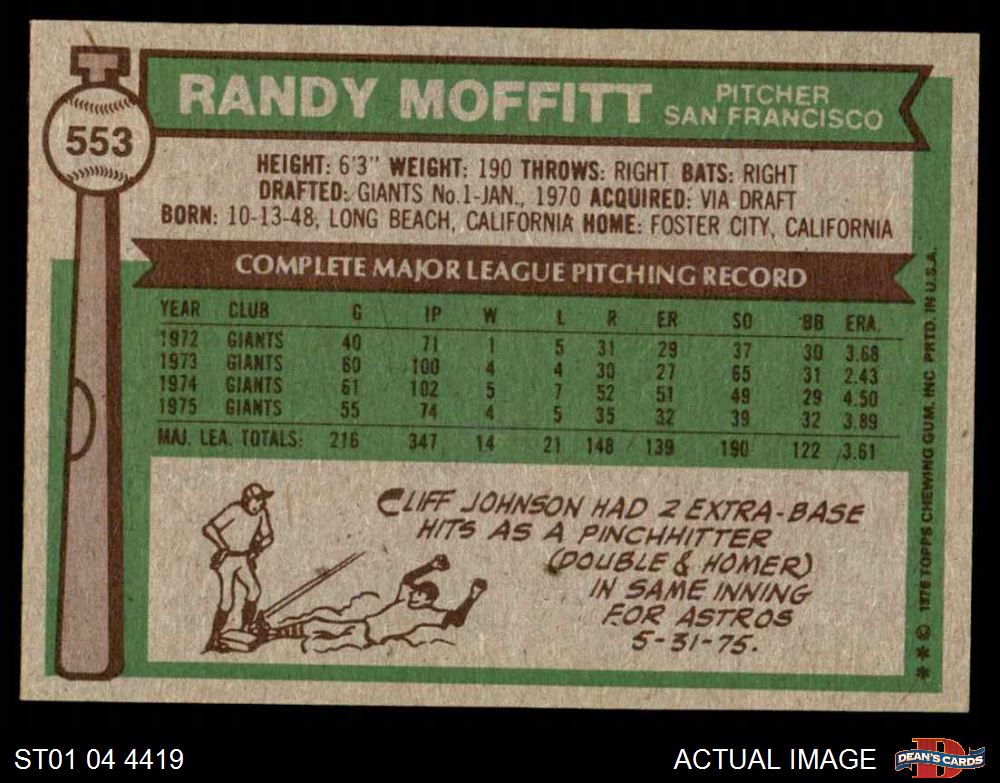 RANDY MOFFITT
PITCHER
SAN FRANCISCO
553
HEIGHT: 6'3" WEIGHT: 190 THROWS: RIGHT BATS: RIGHT
DRAFTED: GIANTS No.1-JAN., 1970 ACQUIRED: VIA DRAFT
BORN: 10-13-48, LONG BEACH, CALIFORNIA HOME: FOSTER CITY, CALIFORNIA
COMPLETE MAJOR LEAGUE PITCHING RECORD
YEAR CLUB G IP W L R ER SO BB ERA.
1972 GIANTS 40 71 1 5 31 29 37 30 3.68
1973 GIANTS 60 100 4 4 30 27 65 31 2.43
1974 GIANTS 61 102 5 7 52 51 49 29 4.50
1975 GIANTS 55 74 4 5 35 32 39 32 3.89
MAJ. LEA. TOTALS: 216 347 14 21 148 139 190 122 3.61
CLIFF JOHNSON HAD 2 EXTRA-BASE
HITS AS A PINCHHITTER
(DOUBLE & HOMER)
IN SAME INNING
FOR ASTROS
5-31-75.
** © 1976 TOPPS CHEWING GUM, INC PRTD. IN U.S.A.
ST01 04 4419
ACTUAL IMAGE
D
DEAN'S CARDS